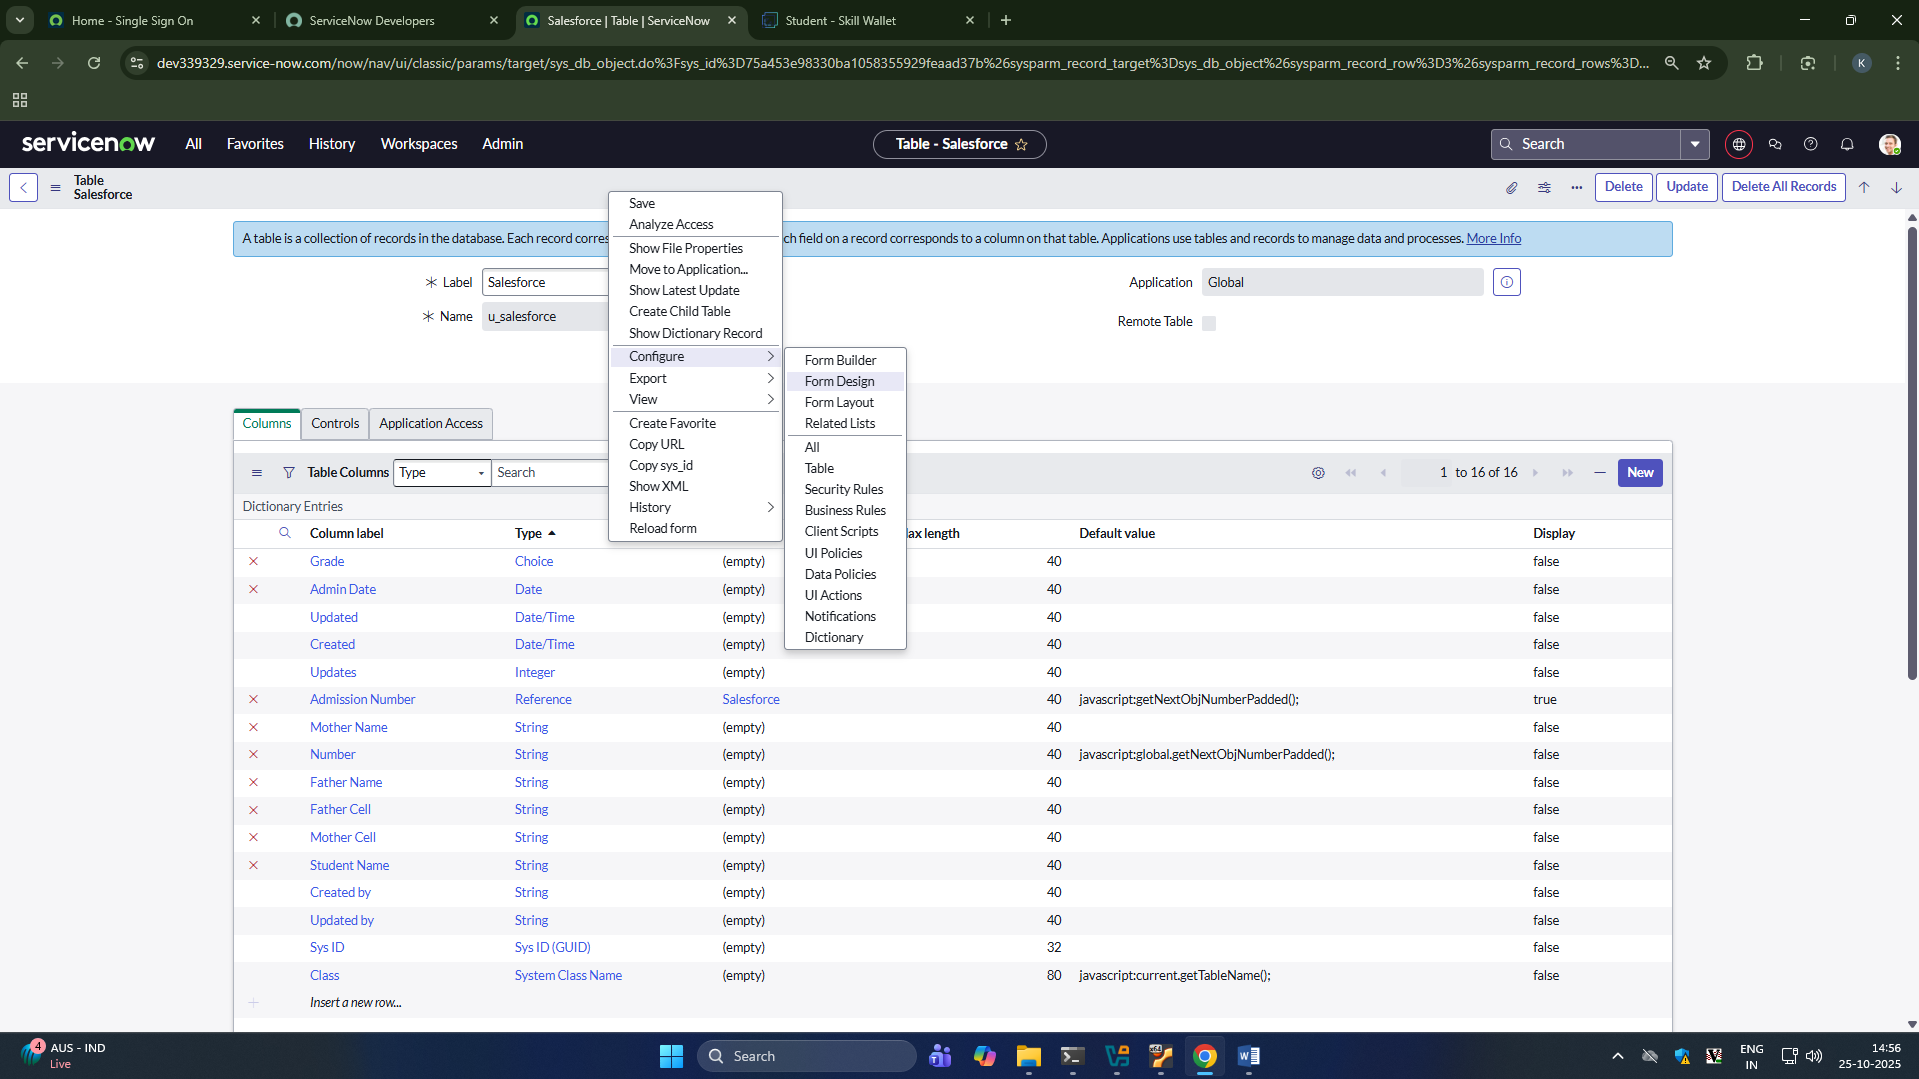 Home - Single Sign On
ServiceNow Developers
Salesforce | Table | ServiceNow
Student - Skill Wallet
dev339329.service-now.com/now/nav/ui/classic/params/target/sys_db_object.do%3Fsys_id%3D75a453e98330ba1058355929feaad37b%26sysparm_record_target%3Dsys_db_object%26sysparm_record_row%3D3%26sysparm_record_rows%3D...
K
servicenow
All
Favorites
History
Workspaces
Admin
Table - Salesforce
Search
Table
Salesforce
Delete
Update
Delete All Records
A table is a collection of records in the database. Each record corres
ch field on a record corresponds to a column on that table. Applications use tables and records to manage data and processes. More Info
Label
Salesforce
Name
u_salesforce
Application
Global
Remote Table
Save
Analyze Access
Show File Properties
Move to Application...
Show Latest Update
Create Child Table
Show Dictionary Record
Configure
Export
View
Create Favorite
Copy URL
Copy sys_id
Show XML
History
Reload form
Form Builder
Form Design
Form Layout
Related Lists
All
Table
Security Rules
Business Rules
Client Scripts
UI Policies
Data Policies
UI Actions
Notifications
Dictionary
Columns
Controls
Application Access
Table Columns
Type
Search
1 to 16 of 16
New
Dictionary Entries
Column label Type ax length Default value Display
Grade Choice (empty) 40 false
Admin Date Date (empty) 40 false
Updated Date/Time (empty) 40 false
Created Date/Time (empty) 40 false
Updates Integer (empty) 40 false
Admission Number Reference Salesforce 40 javascript:getNextObjNumberPadded(); true
Mother Name String (empty) 40 false
Number String (empty) 40 javascript:global.getNextObjNumberPadded(); false
Father Name String (empty) 40 false
Father Cell String (empty) 40 false
Mother Cell String (empty) 40 false
Student Name String (empty) 40 false
Created by String (empty) 40 false
Updated by String (empty) 40 false
Sys ID Sys ID (GUID) (empty) 32 false
Class System Class Name (empty) 80 javascript:current.getTableName(); false
Insert a new row...
4
AUS - IND
Live
Search
ENG
IN
14:56
25-10-2025